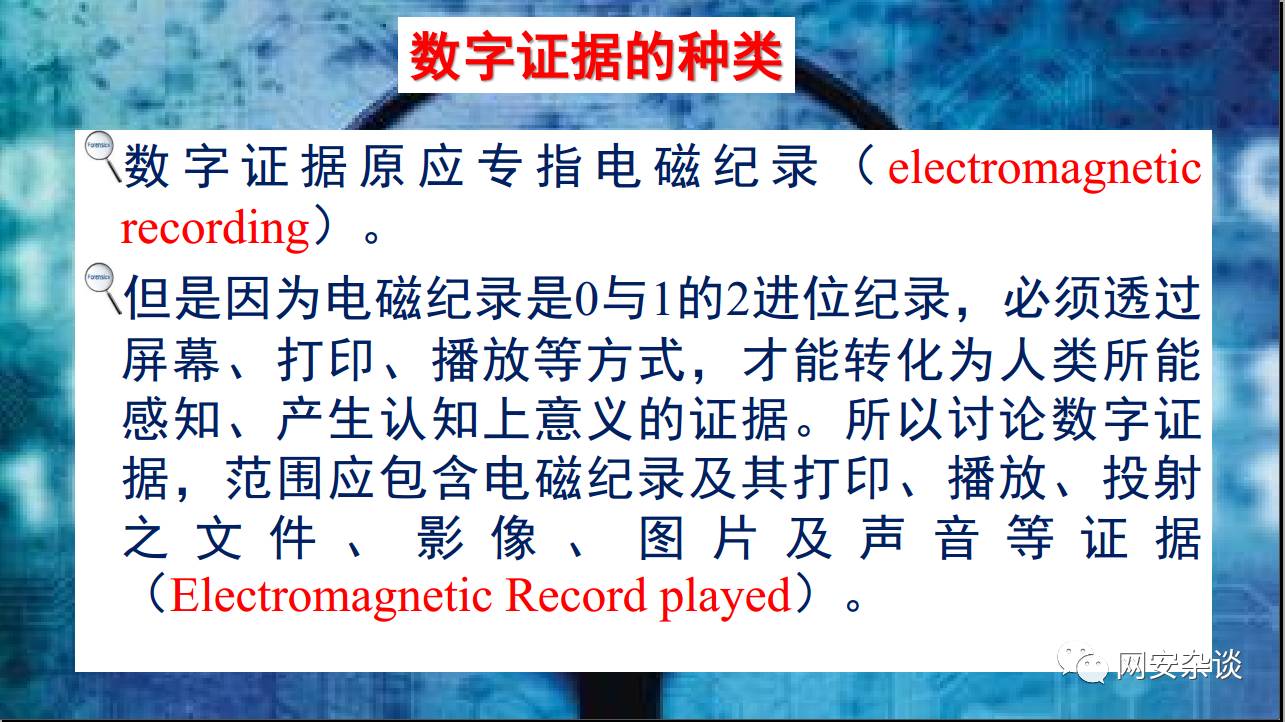 数字证据的种类
Forensics
数字证据原应专指电磁纪录（electromagnetic
recording）。
Forensics
但是因为电磁纪录是0与1的2进位纪录，必须透过
屏幕、打印、播放等方式，才能转化为人类所能
感知、产生认知上意义的证据。所以讨论数字证
据，范围应包含电磁纪录及其打印、播放、投射
之文件、影像、图片及声音等证据
（Electromagnetic Record played）。
网安杂谈